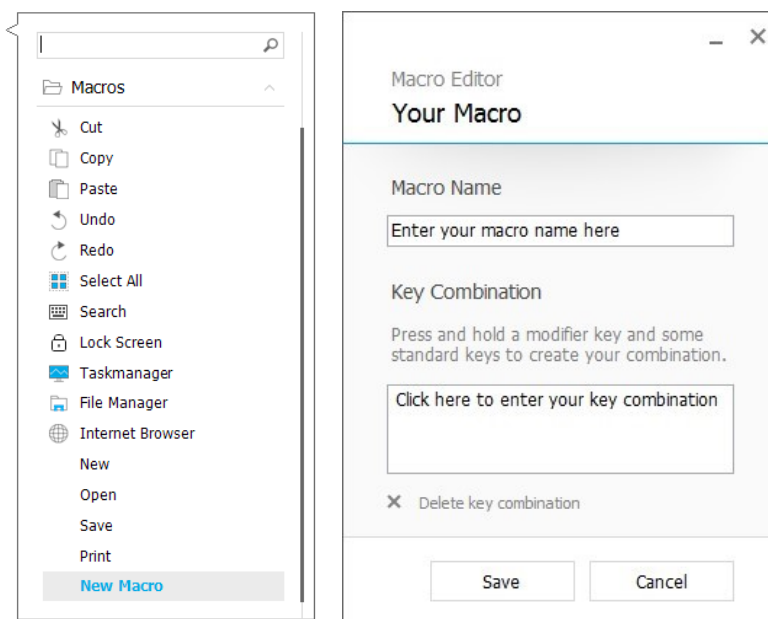 Macros
Cut
Copy
Paste
Undo
Redo
Select All
Search
Lock Screen
Taskmanager
File Manager
Internet Browser
New
Open
Save
Print
New Macro
Macro Editor
Your Macro
Macro Name
Enter your macro name here
Key Combination
Press and hold a modifier key and some
standard keys to create your combination.
Click here to enter your key combination
Delete key combination
Save
Cancel